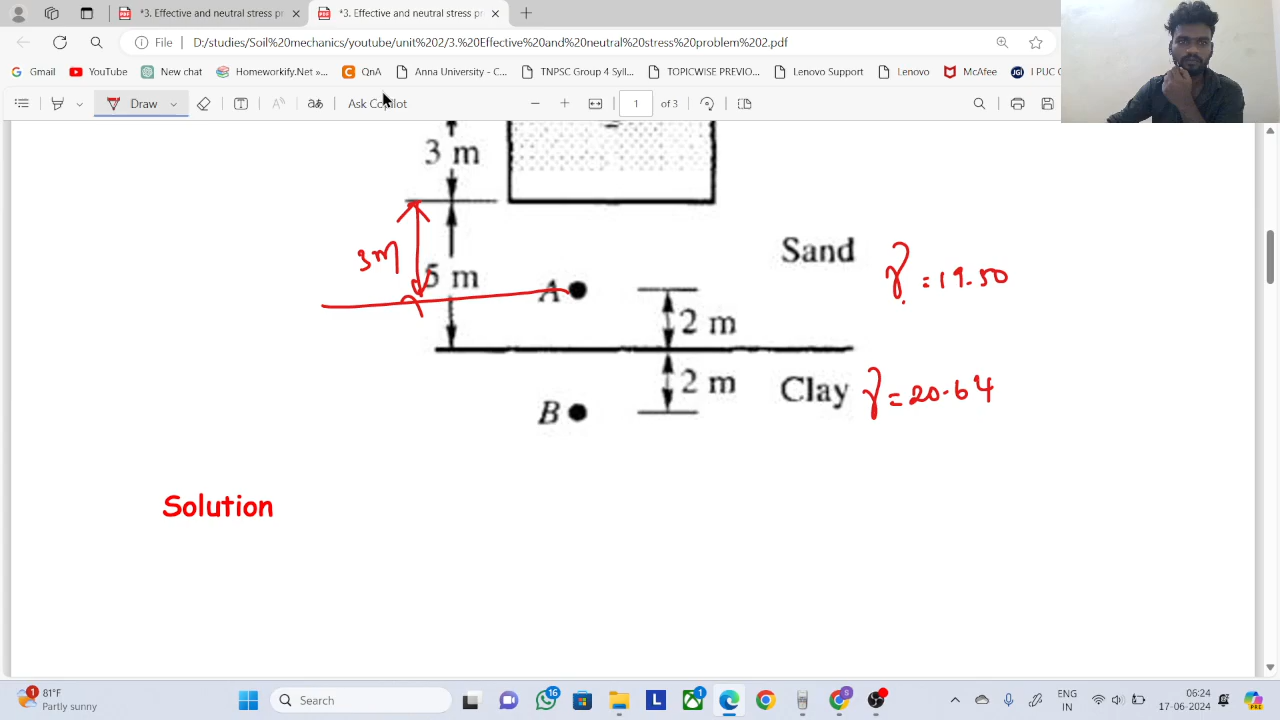 *3. Effective and neutral stress pr
*3. Effective and neutral stress pr
File
D:/studies/Soil%20mechanics/youtube/unit%202/3.%20effective%20and%20neutral%20stress%20problem%202.pdf
Gmail YouTube New chat Homeworkify.Net »... QnA Anna University - C... TNPSC Group 4 Syll... TOPICWISE PREVIO... Lenovo Support Lenovo McAfee I PUC C
Draw
Ask Copilot
1 of 3
3 m
Sand
γ = 19.50
3m
5 m
A
2 m
2 m
Clay γ = 20.64
B
Solution
81°F
Partly sunny
Search
ENG
IN
06:24
17-06-2024